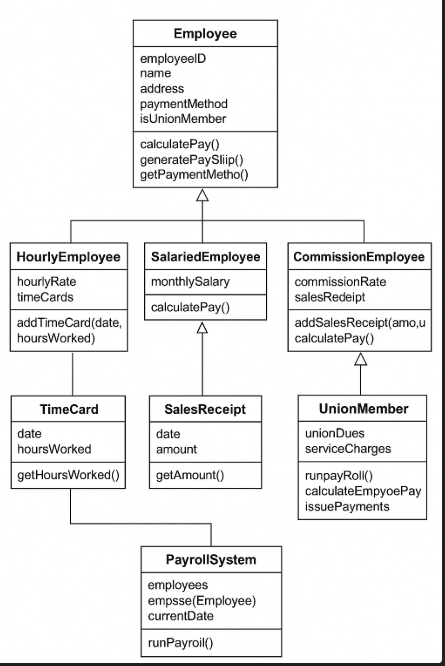 Employee
employeeID
name
address
paymentMethod
isUnionMember
calculatePay()
generatePaySliip()
getPaymentMetho()
HourlyEmployee
hourlyRate
timeCards
addTimeCard(date,
hoursWorked)
SalariedEmployee
monthlySalary
calculatePay()
CommissionEmployee
commissionRate
salesRedeipt
addSalesReceipt(amo,u
calculatePay()
TimeCard
date
hoursWorked
getHoursWorked()
SalesReceipt
date
amount
getAmount()
UnionMember
unionDues
serviceCharges
runpayRoll()
calculateEmpyoePay
issuePayments
PayrollSystem
employees
empsse(Employee)
currentDate
runPayroil()